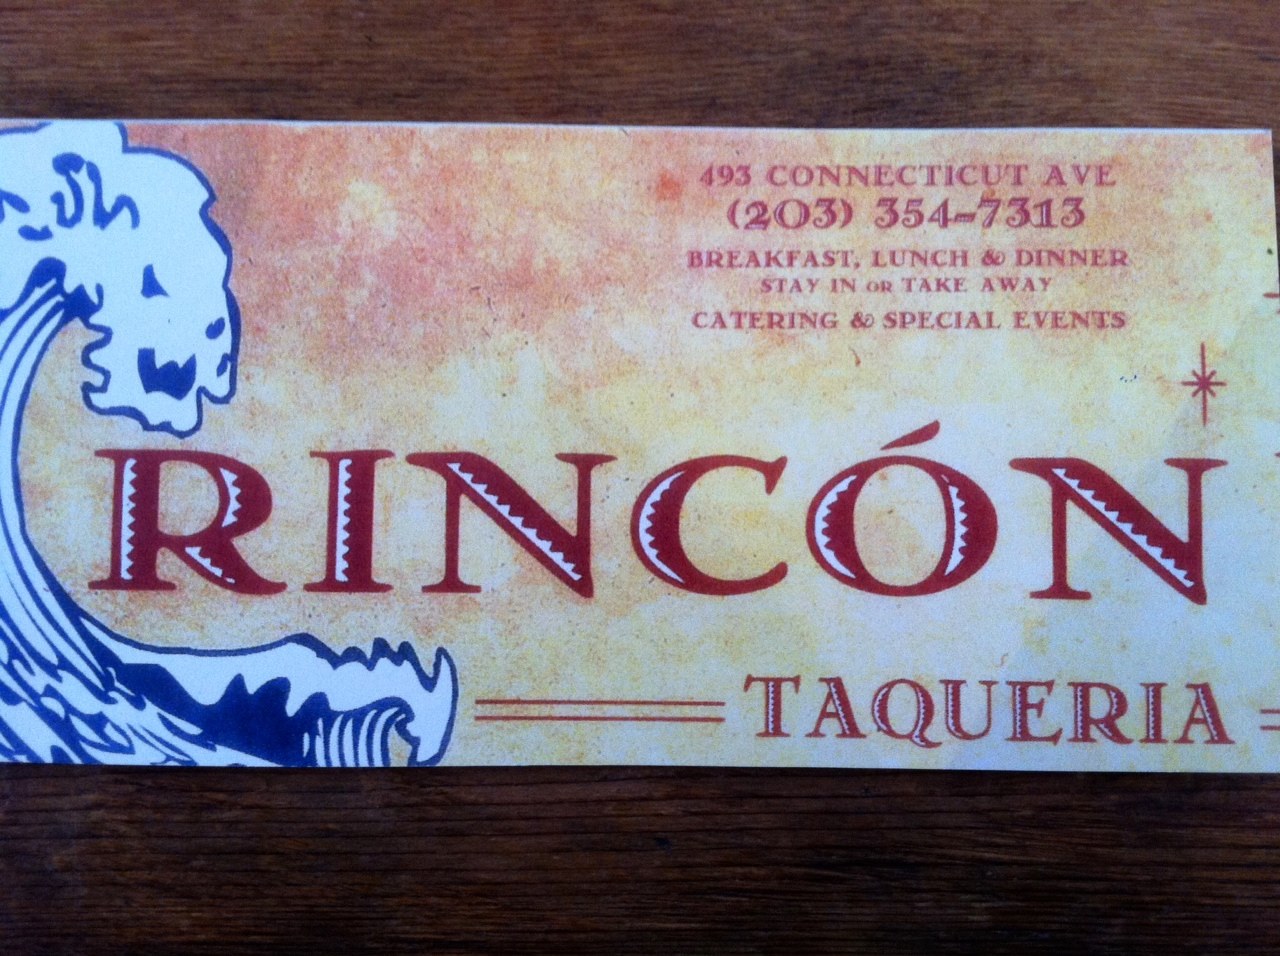 493 CONNECTICUT AVE
(203) 354-7313
BREAKFAST, LUNCH & DINNER
STAY IN OR TAKE AWAY
CATERING & SPECIAL EVENTS
RINCÓN
TAQUERIA